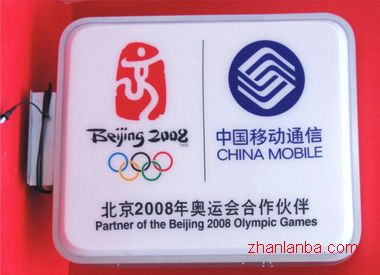 Beijing 2008
中国移动通信
CHINA MOBILE
北京2008年奥运会合作伙伴
Partner of the Beijing 2008 Olympic Games
zhanlanba.com